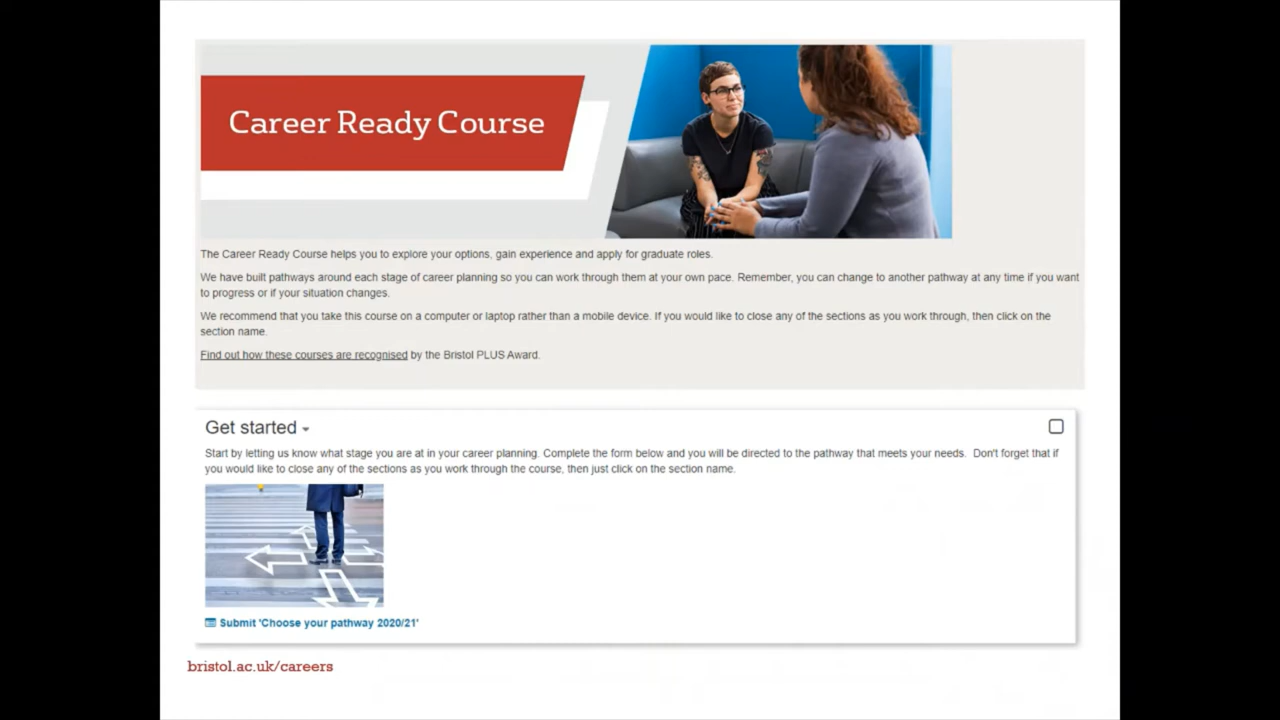 Career Ready Course
The Career Ready Course helps you to explore your options, gain experience and apply for graduate roles.
We have built pathways around each stage of career planning so you can work through them at your own pace. Remember, you can change to another pathway at any time if you want
to progress or if your situation changes.
We recommend that you take this course on a computer or laptop rather than a mobile device. If you would like to close any of the sections as you work through, then click on the
section name.
Find out how these courses are recognised by the Bristol PLUS Award.
Get started
Start by letting us know what stage you are at in your career planning. Complete the form below and you will be directed to the pathway that meets your needs. Don't forget that if
you would like to close any of the sections as you work through the course, then just click on the section name.
Submit 'Choose your pathway 2020/21'
bristol.ac.uk/careers